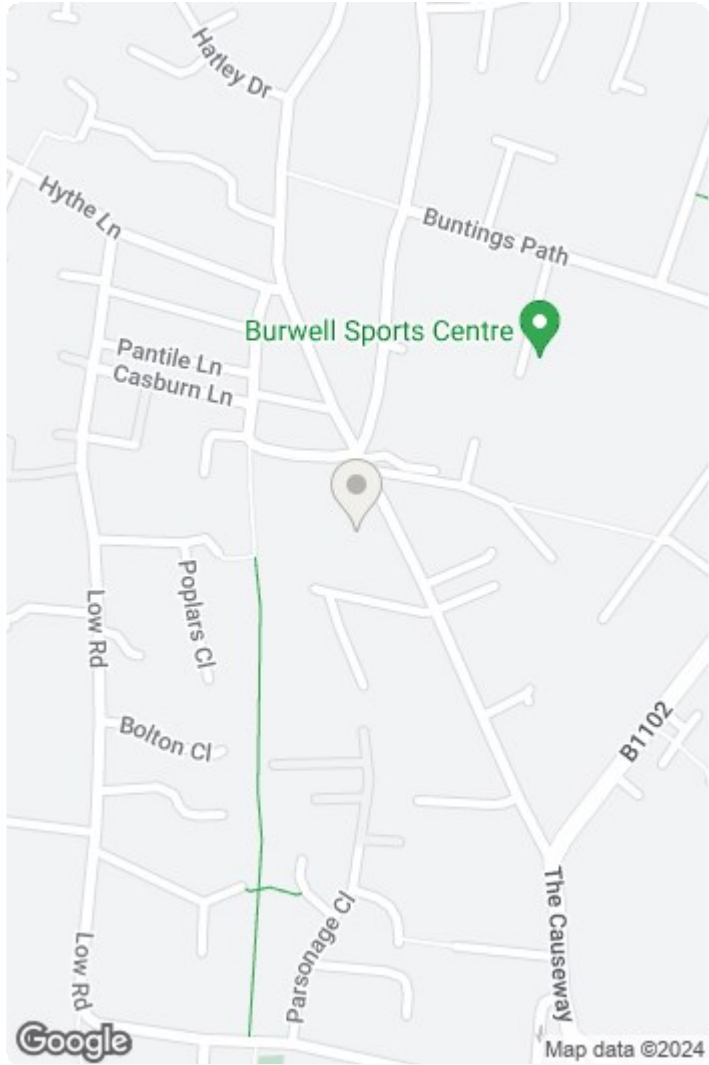 Hatley Dr
Hythe Ln
Buntings Path
Burwell Sports Centre
Pantile Ln
Casburn Ln
Poplars Cl
Low Rd
B1102
Bolton Cl
The Causeway
Parsonage Cl
Low Rd
Google
Map data ©2024